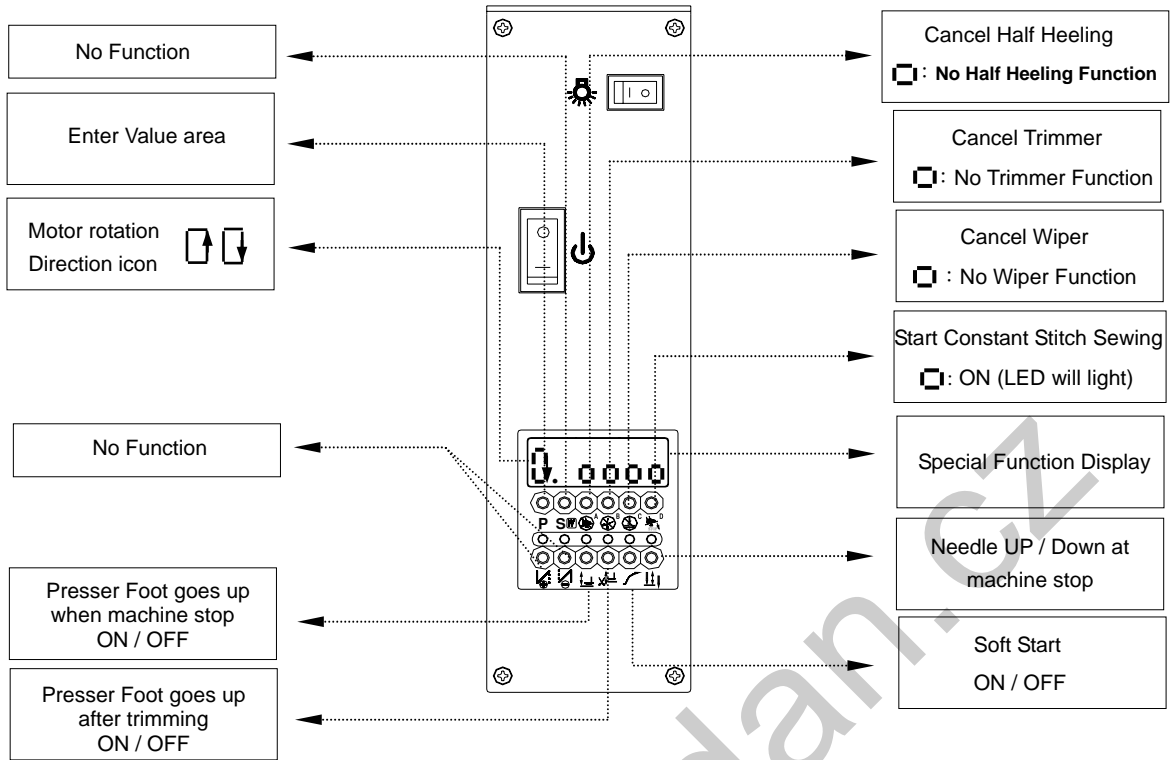 No Function
Enter Value area
Motor rotation
Direction icon
No Function
Presser Foot goes up
when machine stop
ON / OFF
Presser Foot goes up
after trimming
ON / OFF
P S W A B C D
Cancel Half Heeling
: No Half Heeling Function
Cancel Trimmer
: No Trimmer Function
Cancel Wiper
: No Wiper Function
Start Constant Stitch Sewing
: ON (LED will light)
Special Function Display
Needle UP / Down at
machine stop
Soft Start
ON / OFF
dan.cz